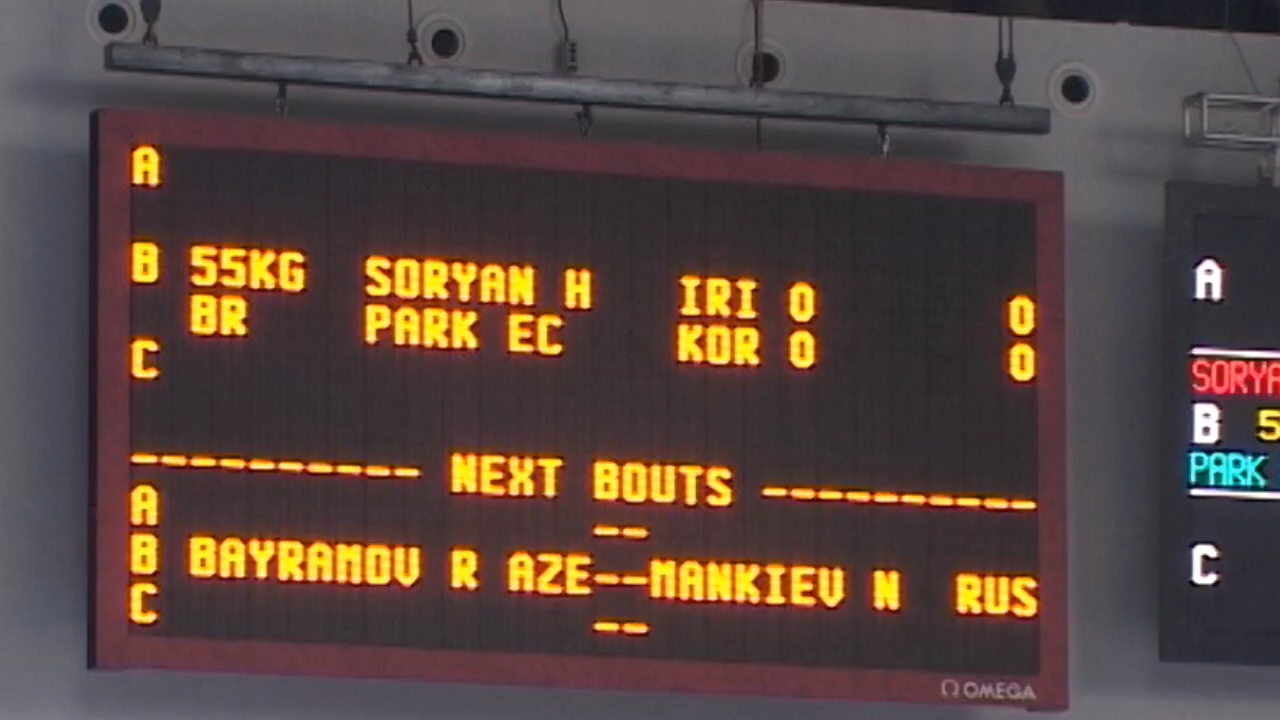 A
B 55KG SORYAN H IRI 0 0
BR PARK EC KOR 0 0
C
---------- NEXT BOUTS ----------
A --
B BAYRAMOV R AZE--MANKIEV N RUS
C --
Ω OMEGA
A
SORYA
B 5
PARK
C